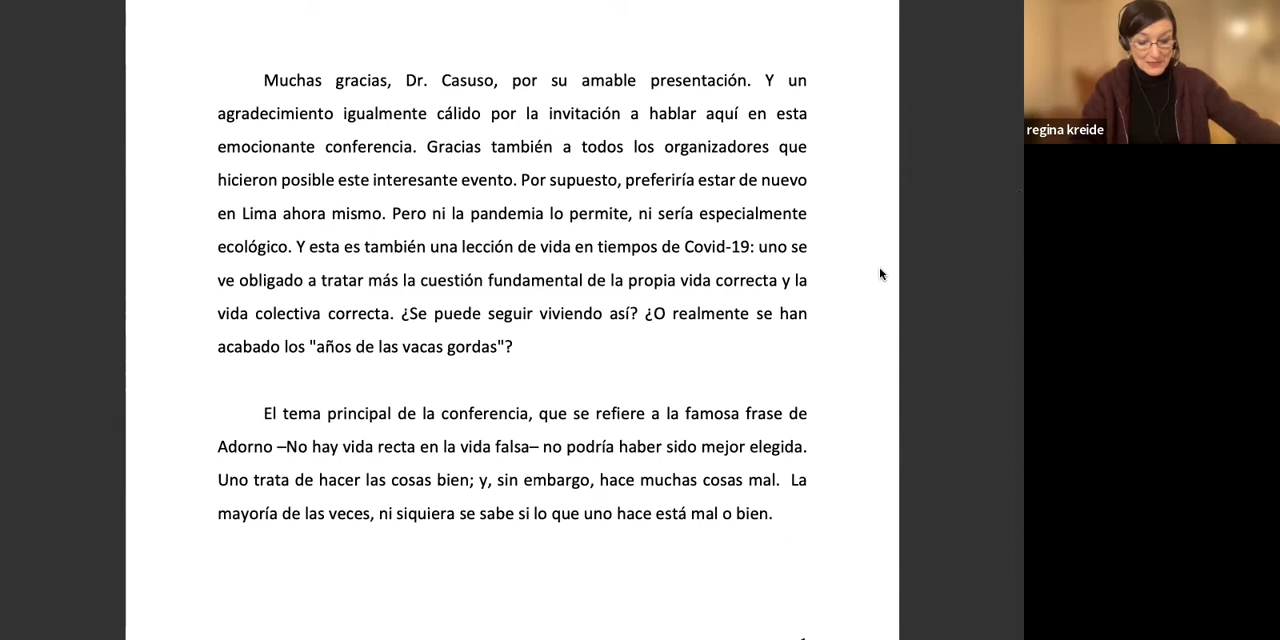 Muchas gracias, Dr. Casuso, por su amable presentación. Y un
agradecimiento igualmente cálido por la invitación a hablar aquí en esta
emocionante conferencia. Gracias también a todos los organizadores que
hicieron posible este interesante evento. Por supuesto, preferiría estar de nuevo
en Lima ahora mismo. Pero ni la pandemia lo permite, ni sería especialmente
ecológico. Y esta es también una lección de vida en tiempos de Covid-19: uno se
ve obligado a tratar más la cuestión fundamental de la propia vida correcta y la
vida colectiva correcta. ¿Se puede seguir viviendo así? ¿O realmente se han
acabado los "años de las vacas gordas"?
El tema principal de la conferencia, que se refiere a la famosa frase de
Adorno –No hay vida recta en la vida falsa– no podría haber sido mejor elegida.
Uno trata de hacer las cosas bien; y, sin embargo, hace muchas cosas mal.  La
mayoría de las veces, ni siquiera se sabe si lo que uno hace está mal o bien.
regina kreide